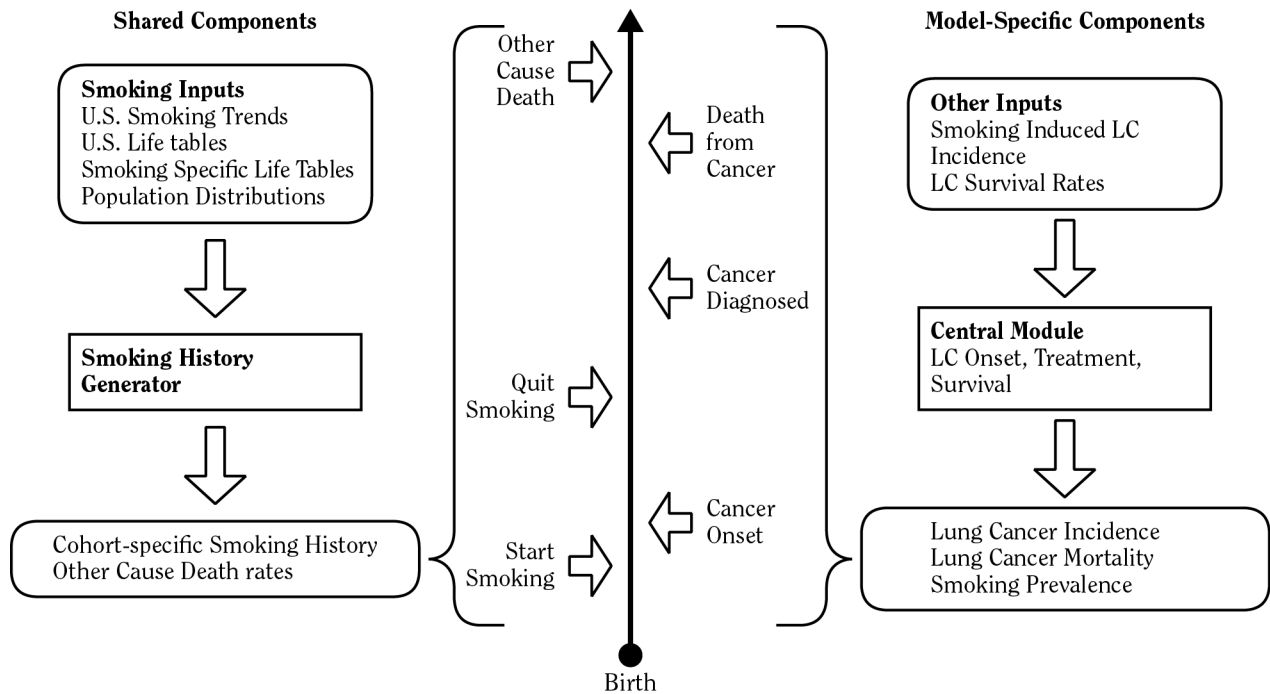 Shared Components
Smoking Inputs
U.S. Smoking Trends
U.S. Life tables
Smoking Specific Life Tables
Population Distributions
Smoking History
Generator
Cohort-specific Smoking History
Other Cause Death rates
Other
Cause
Death
Quit
Smoking
Start
Smoking
Death
from
Cancer
Cancer
Diagnosed
Cancer
Onset
Birth
Model-Specific Components
Other Inputs
Smoking Induced LC
Incidence
LC Survival Rates
Central Module
LC Onset, Treatment,
Survival
Lung Cancer Incidence
Lung Cancer Mortality
Smoking Prevalence